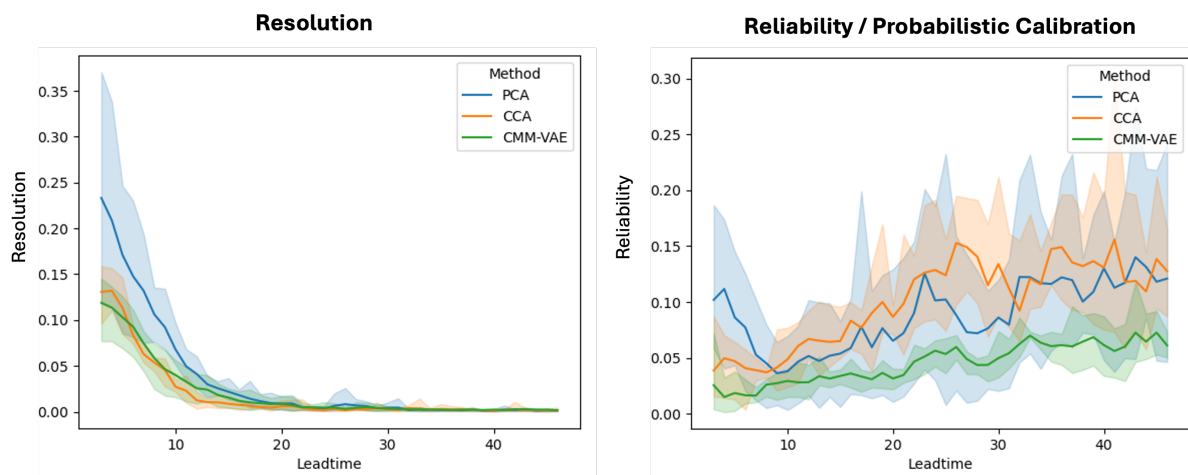 Resolution
Resolution
0.35
0.30
0.25
0.20
0.15
0.10
0.05
0.00
10
20
30
40
Leadtime
Method
PCA
CCA
CMM-VAE
Reliability / Probabilistic Calibration
Reliability
0.30
0.25
0.20
0.15
0.10
0.05
0.00
10
20
30
40
Leadtime
Method
PCA
CCA
CMM-VAE